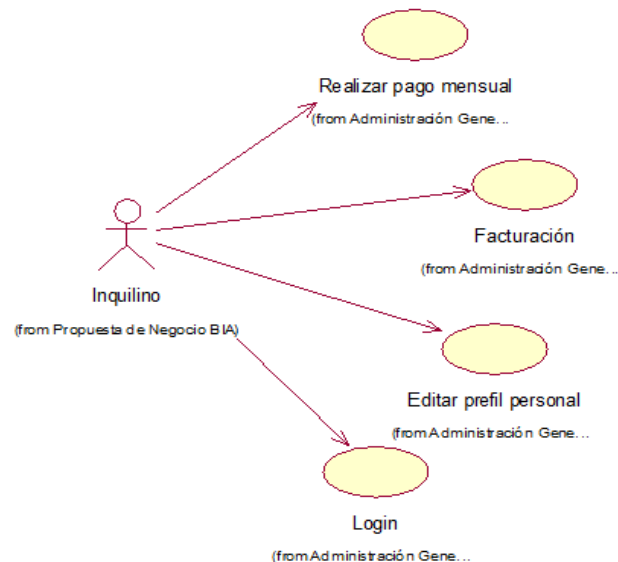 Realizar pago mensual
(from Administración Gene...
Facturación
(from Administración Gene...
Inquilino
(from Propuesta de Negocio BIA)
Editar prefil personal
(from Administración Gene...
Login
(from Administración Gene...